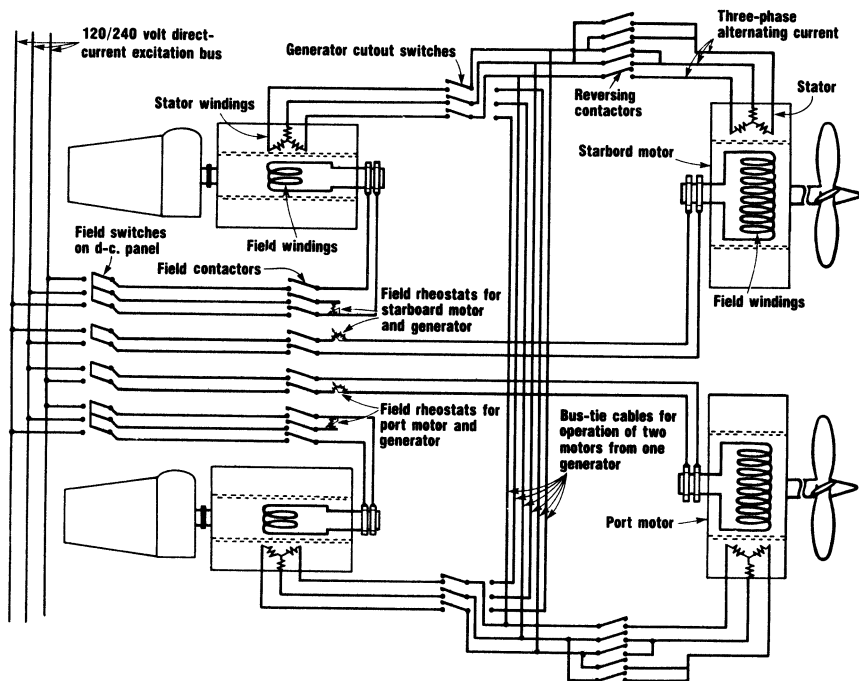 120/240 volt direct-
current excitation bus
Generator cutout switches
Three-phase
alternating current
Stator windings
Reversing
contactors
Stator
Starbord motor
Field switches
on d-c. panel
Field windings
Field contactors
Field rheostats for
starboard motor
and generator
Field windings
Field rheostats for
port motor and
generator
Bus-tie cables for
operation of two
motors from one
generator
Port motor